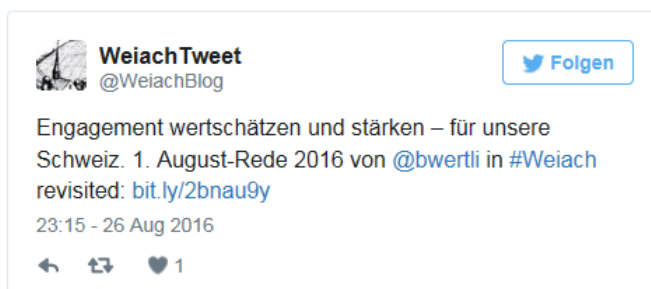 WeiachTweet
Folgen
@WeiachBlog
Engagement wertschätzen und stärken – für unsere
Schweiz. 1. August-Rede 2016 von @bwertli in #Weiach
revisited: bit.ly/2bnau9y
23:15 - 26 Aug 2016
1